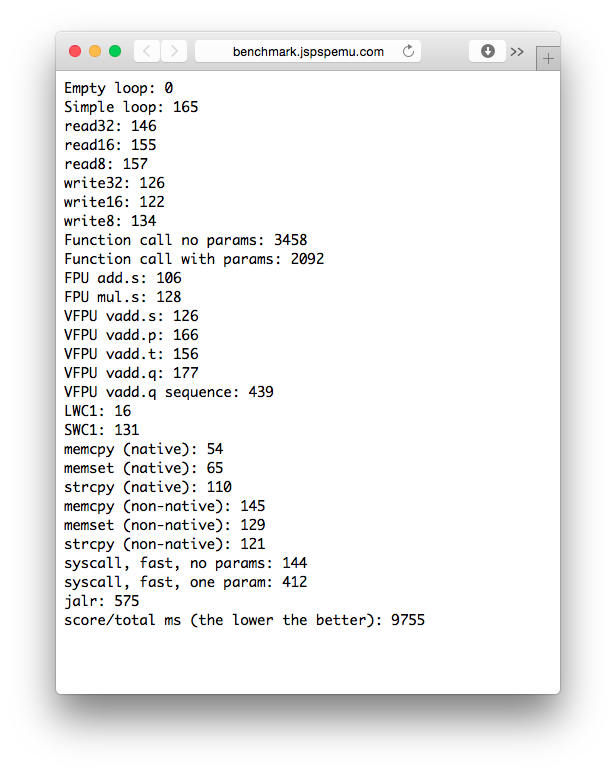 benchmark.jspspemu.com
Empty loop: 0
Simple loop: 165
read32: 146
read16: 155
read8: 157
write32: 126
write16: 122
write8: 134
Function call no params: 3458
Function call with params: 2092
FPU add.s: 106
FPU mul.s: 128
VFPU vadd.s: 126
VFPU vadd.p: 166
VFPU vadd.t: 156
VFPU vadd.q: 177
VFPU vadd.q sequence: 439
LWC1: 16
SWC1: 131
memcpy (native): 54
memset (native): 65
strcpy (native): 110
memcpy (non-native): 145
memset (non-native): 129
strcpy (non-native): 121
syscall, fast, no params: 144
syscall, fast, one param: 412
jalr: 575
score/total ms (the lower the better): 9755